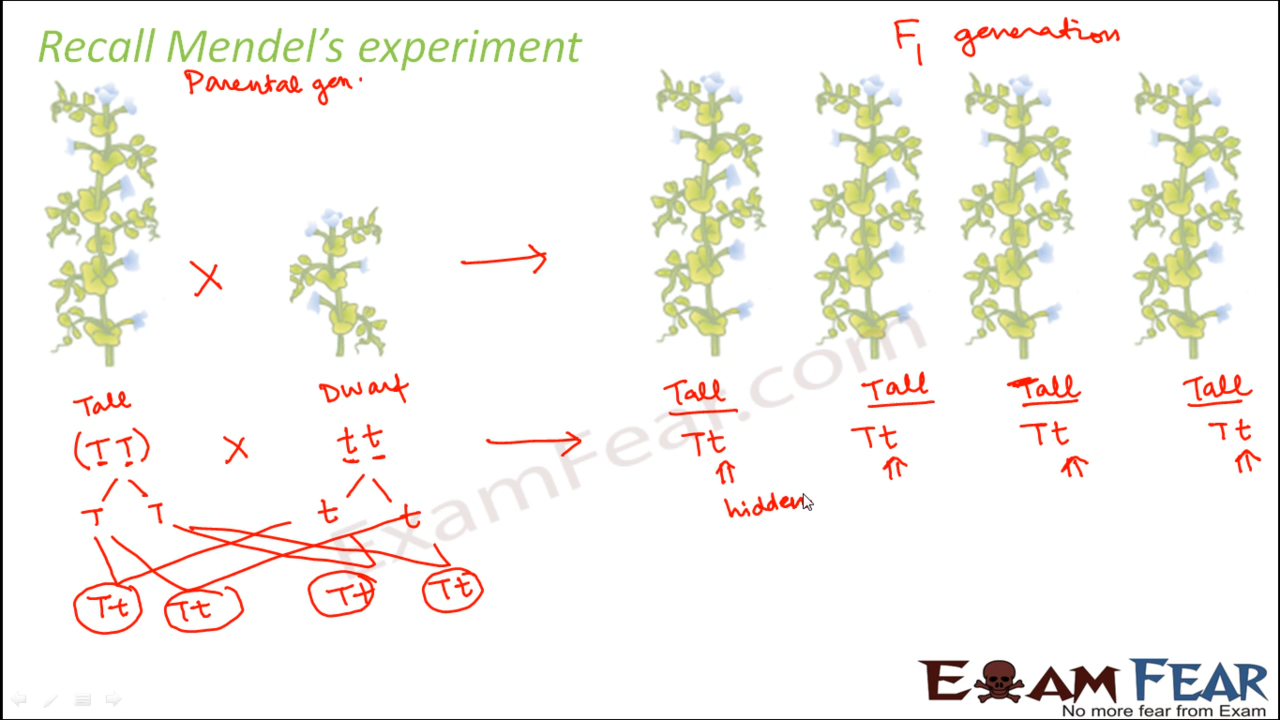 Recall Mendel's experiment
Parental gen.
F1 generation
X
Tall
Dwarf
Tall Tall Tall Tall
(TT) X tt
Tt Tt Tt Tt
hidden
T T t t
Tt Tt Tt Tt
ExamFear.com
EXAM FEAR
No more fear from Exam